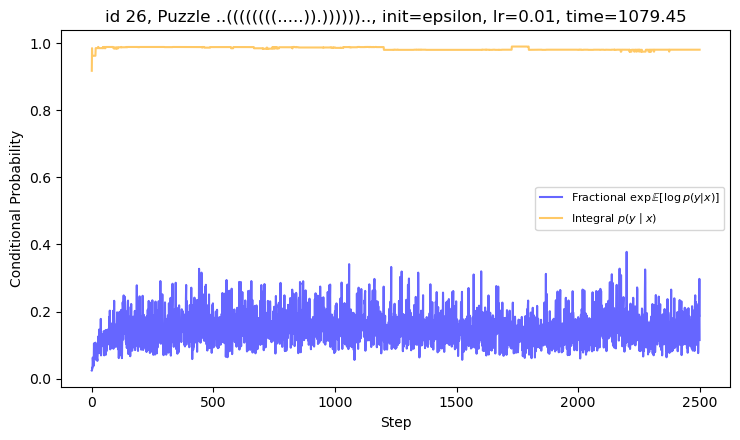 id 26, Puzzle ..((((((((.....)).))))))., init=epsilon, lr=0.01, time=1079.45
Conditional Probability
1.0
0.8
0.6
0.4
0.2
0.0
Fractional exp𝔼[log p(y|x)]
Integral p(y | x)
0
500
1000
1500
2000
2500
Step